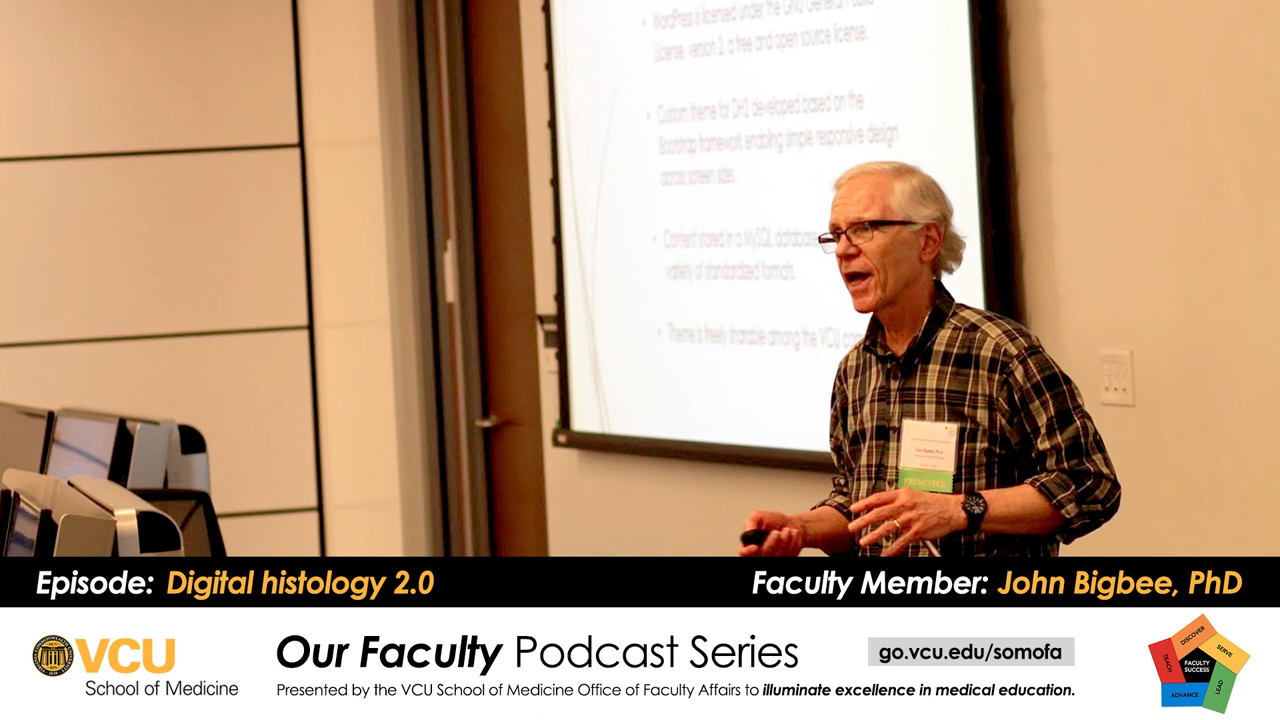 WordPress is licensed under the GNU General Public
License, version 2, a free and open source license.
Custom theme for DH2 developed based on the
Bootstrap framework enabling simple responsive design
across screen sizes.
Content stored in a MySQL database
variety of standardized formats.
Theme is freely sharable among the VCU
John Bigbee, Ph.D.
PRESENTER
Episode: Digital histology 2.0
Faculty Member: John Bigbee, PhD
VCU
School of Medicine
Our Faculty Podcast Series
Presented by the VCU School of Medicine Office of Faculty Affairs to illuminate excellence in medical education.
go.vcu.edu/somofa
DISCOVER
SERVE
LEAD
ADVANCE
TEACH
FACULTY
SUCCESS